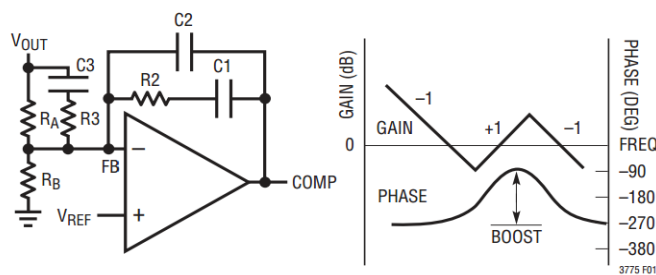 VOUT
C3
RA
R3
RB
C2
R2
C1
FB
−
+
VREF
COMP
GAIN (dB)
0
GAIN
−1
+1
−1
PHASE
BOOST
PHASE (DEG)
FREQ
−90
−180
−270
−380
3775 F01